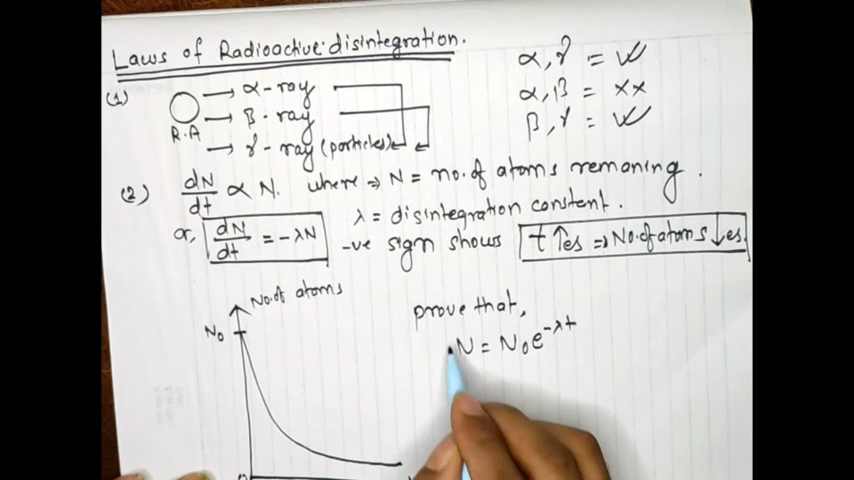 Laws of Radioactive disintegration.
(1)
R.A
α-ray
β-ray
γ-ray (particles)
α, γ = ✓
α, β = xx
β, γ = ✓
(2) dN/dt ∝ N. where ⇒ N = no. of atoms remaning.
λ = disintegration constant.
or, dN/dt = -λN
-ve sign shows t ↑es ⇒ No. of atoms ↓es.
No. of atoms
N₀
prove that,
N = N₀e^-λt